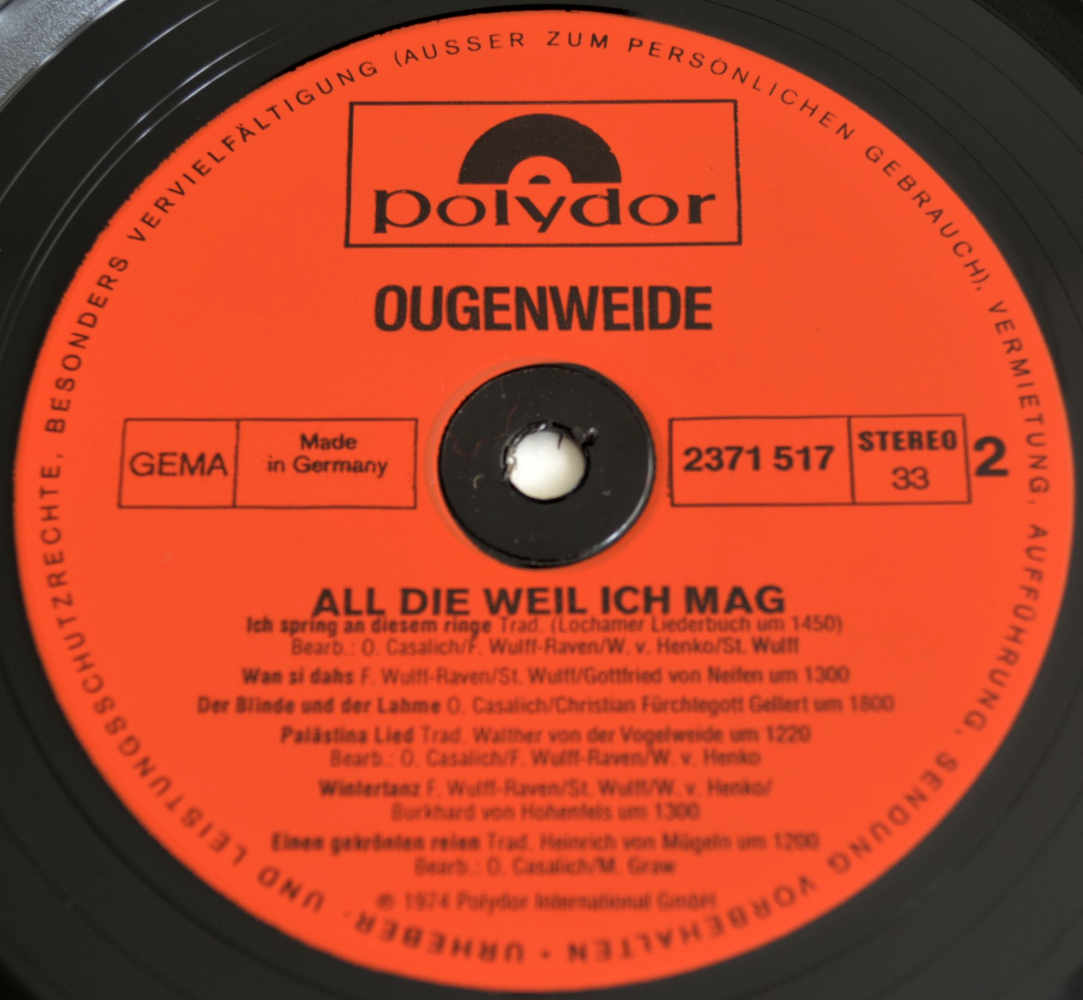 URHEBER- UND LEISTUNGSSCHUTZRECHTE, BESONDERS VERVIELFÄLTIGUNG (AUSSER ZUM PERSÖNLICHEN GEBRAUCH), VERMIETUNG, AUFFÜHRUNG, SENDUNG VORBEHALTEN •
polydor
OUGENWEIDE
GEMA
Made
in Germany
2371 517
STEREO
33
2
ALL DIE WEIL ICH MAG
Ich spring an diesem ringe Trad. (Lochamer Liederbuch um 1450)
Bearb.: O. Casalich/F. Wulff-Raven/W. v. Henko/St. Wulff
Wan si dahs F. Wulff-Raven/St. Wulff/Gottfried von Neifen um 1300
Der Blinde und der Lahme O. Casalich/Christian Fürchlegott Gellert um 1800
Palästina Lied Trad. Walther von der Vogelweide um 1220
Bearb.: O. Casalich/F. Wulff-Raven/W. v. Henko
Wintertanz F. Wulff-Raven/St. Wulff/W. v. Henko/
Burkhard von Hohenfels um 1300
Einen gekrönten reien Trad. Heinrich von Mügeln um 1200
Bearb.: O. Casalich/M. Graw
℗ 1974 Polydor International GmbH